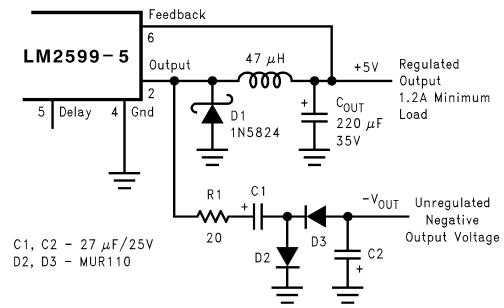 Feedback
6
LM2599-5
Output
2
47 μH
+5V
Regulated
Output
1.2A Minimum
Load
5 Delay 4 Gnd
D1
1N5824
+
COUT
220 μF
35V
R1
20
+
C1
D2
D3
-VOUT
C2
+
Unregulated
Negative
Output Voltage
C1, C2 - 27 μF/25V
D2, D3 - MUR110